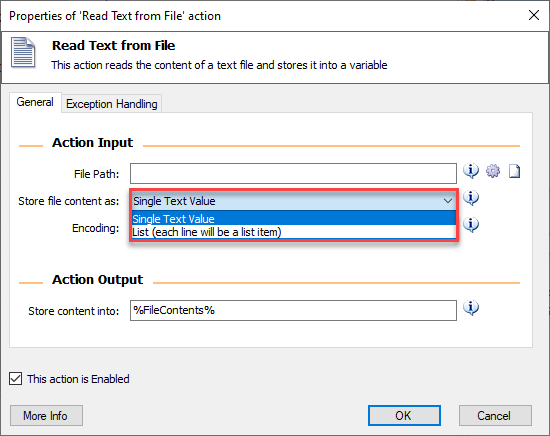 Properties of 'Read Text from File' action
Read Text from File
This action reads the content of a text file and stores it into a variable
General
Exception Handling
Action Input
File Path:
Store file content as: Single Text Value
Single Text Value
Encoding:
List (each line will be a list item)
Action Output
Store content into: %FileContents%
This action is Enabled
More Info
OK
Cancel